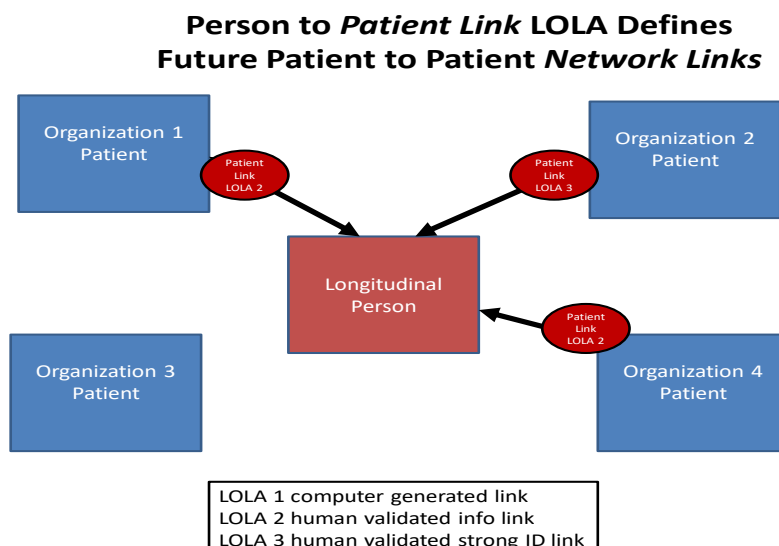 Person to Patient Link LOLA Defines
Future Patient to Patient Network Links
Organization 1
Patient
Patient
Link
LOLA 2
Patient
Link
LOLA 3
Organization 2
Patient
Longitudinal
Person
Organization 3
Patient
Patient
Link
LOLA 2
Organization 4
Patient
LOLA 1 computer generated link
LOLA 2 human validated info link
LOLA 3 human validated strong ID link